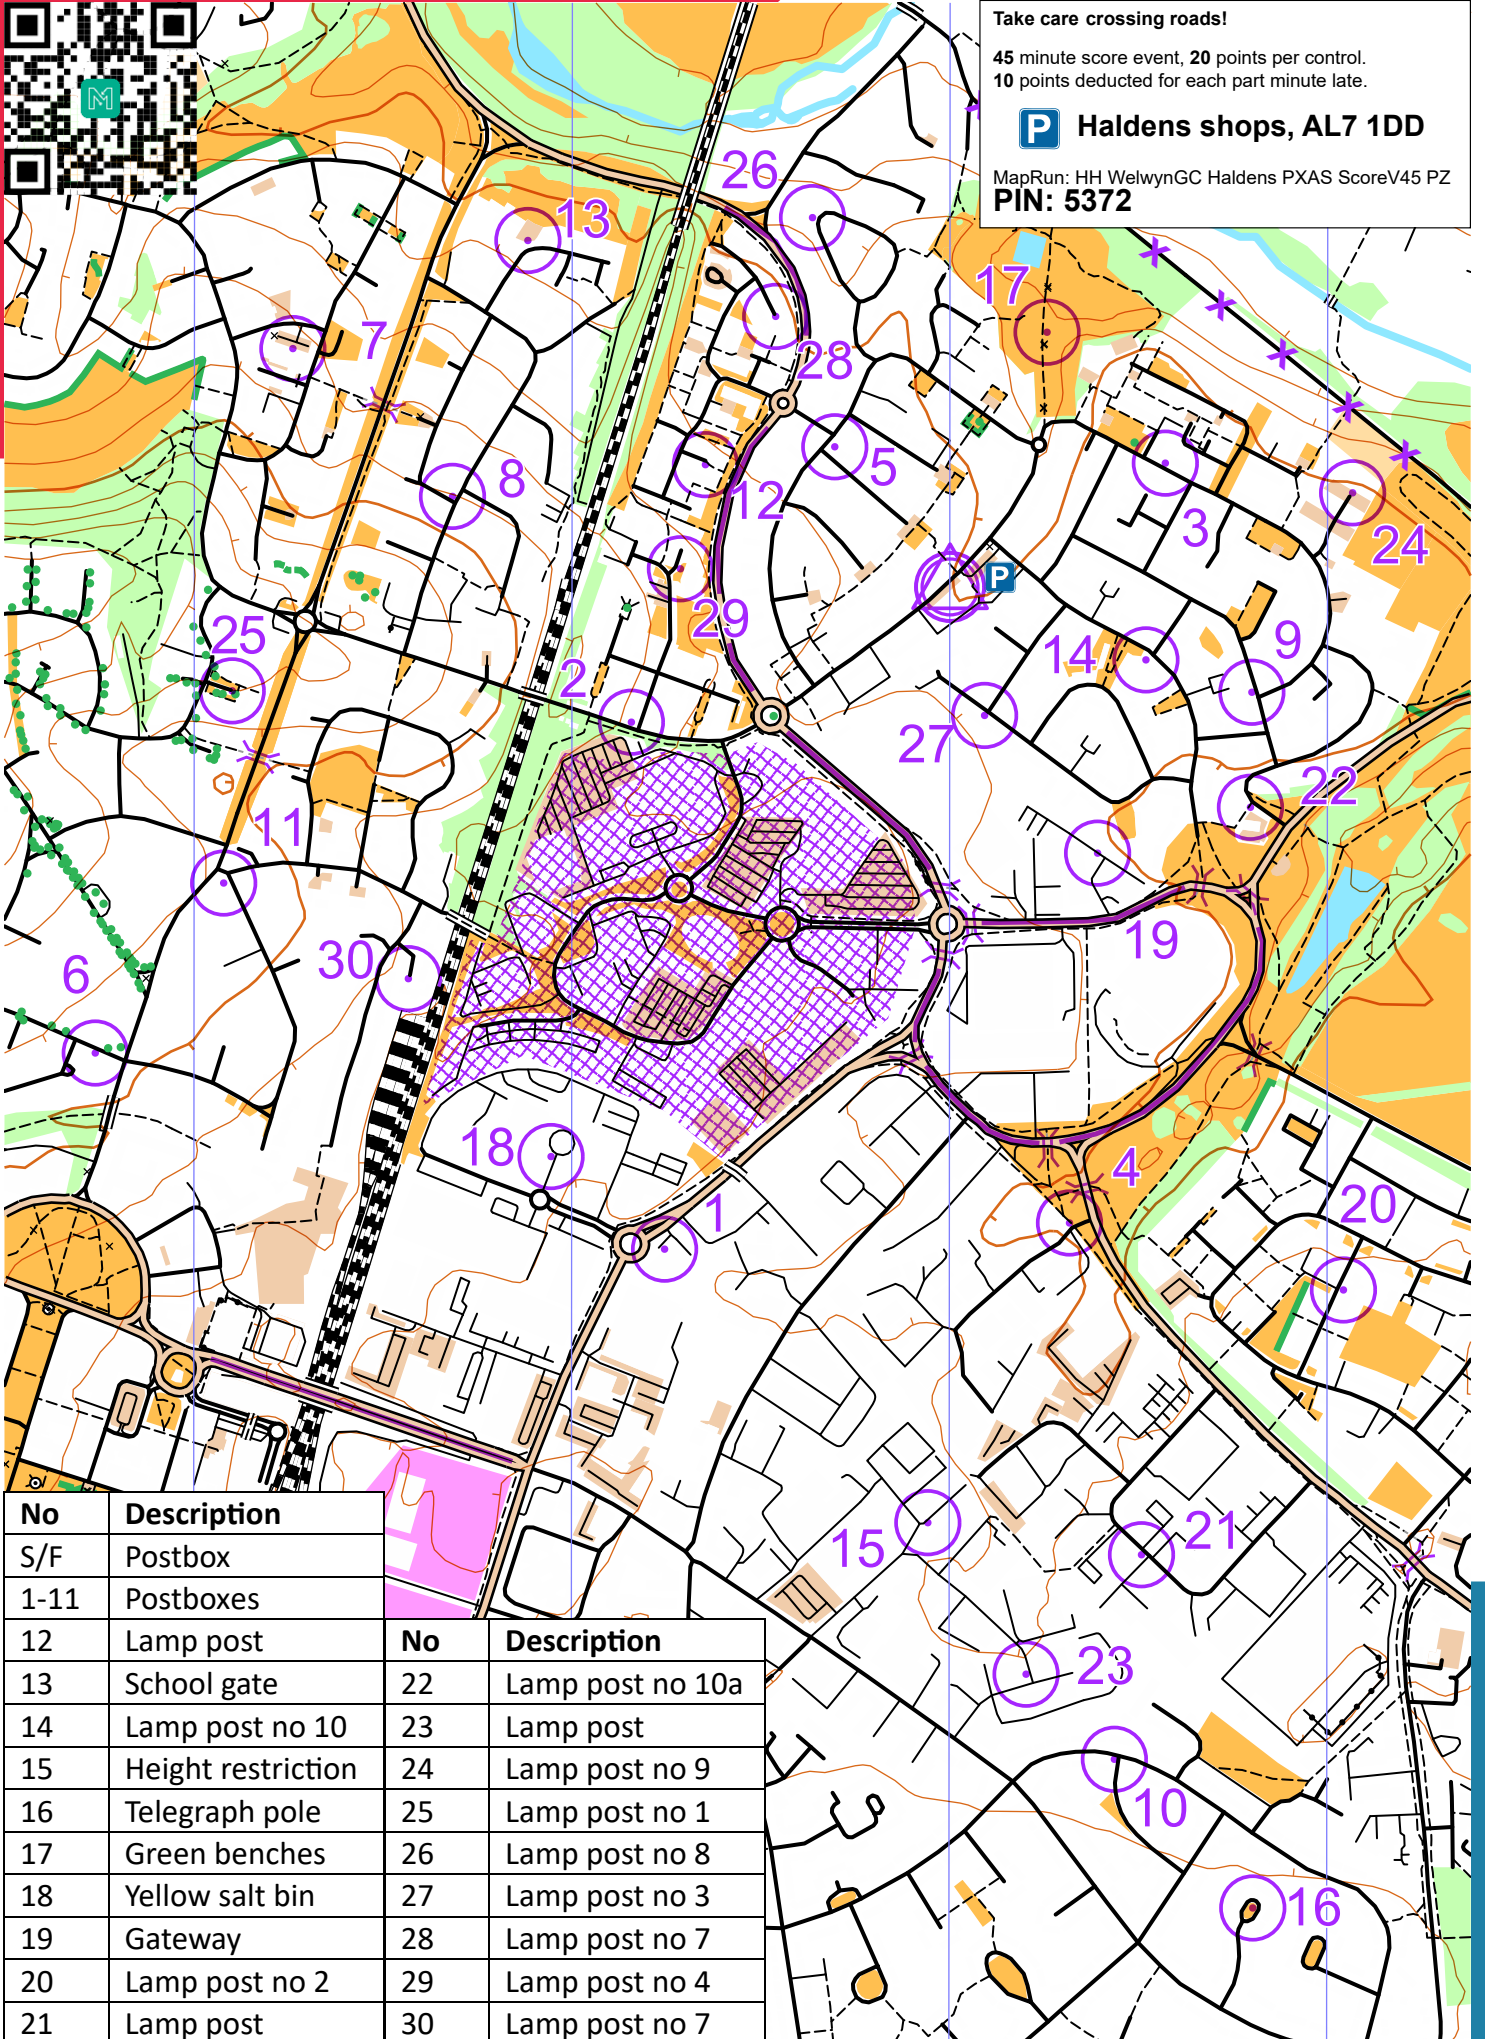 Take care crossing roads!
45 minute score event, 20 points per control.
10 points deducted for each part minute late.
P Haldens shops, AL7 1DD
MapRun: HH WelwynGC Haldens PXAS ScoreV45 PZ
PIN: 5372
M
26
13
17
7
28
8
5
12
3
24
P
29
25
14
9
2
27
22
11
19
30
6
4
18
1
20
15
21
23
10
16
No Description
S/F Postbox
1-11 Postboxes
12 Lamp post
13 School gate
14 Lamp post no 10
15 Height restriction
16 Telegraph pole
17 Green benches
18 Yellow salt bin
19 Gateway
20 Lamp post no 2
21 Lamp post
No Description
22 Lamp post no 10a
23 Lamp post
24 Lamp post no 9
25 Lamp post no 1
26 Lamp post no 8
27 Lamp post no 3
28 Lamp post no 7
29 Lamp post no 4
30 Lamp post no 7